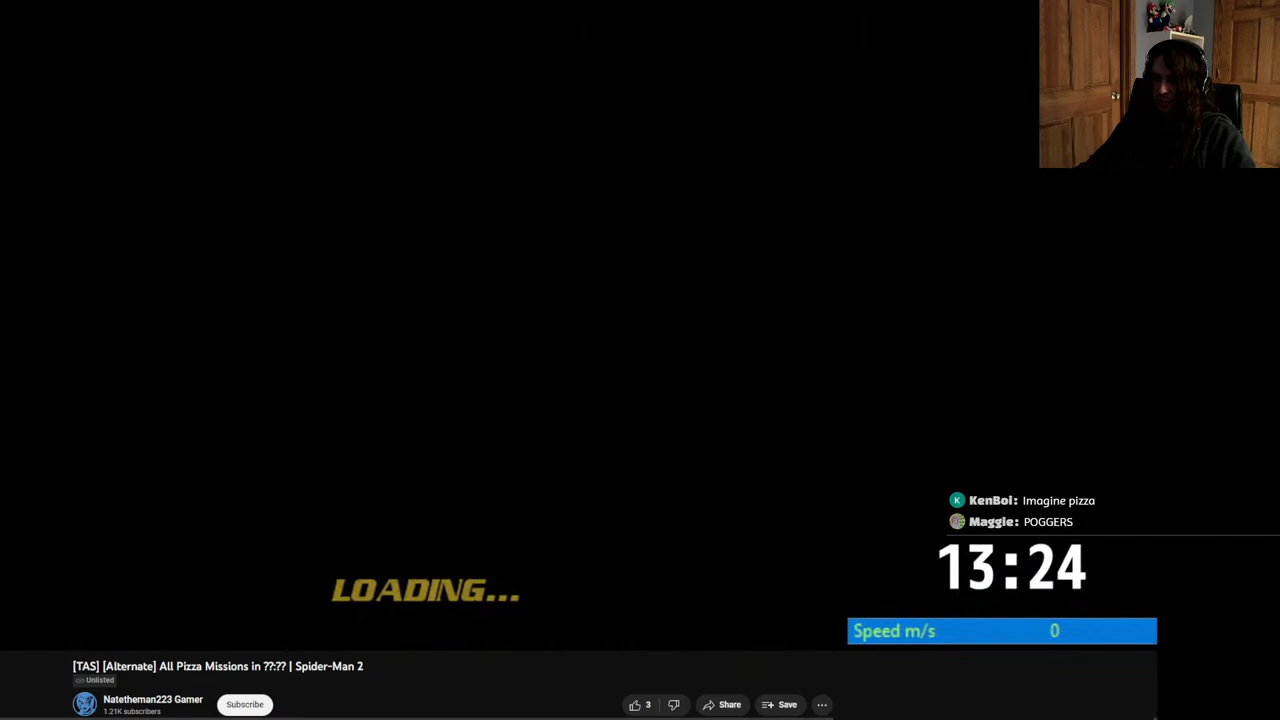 KenBoi: Imagine pizza
Maggie: POGGERS
13:24
LOADING...
Speed m/s 0
[TAS] [Alternate] All Pizza Missions in ??:?? | Spider-Man 2
Unlisted
Natetheman223 Gamer
1.21K subscribers
Subscribe
3
Share
Save